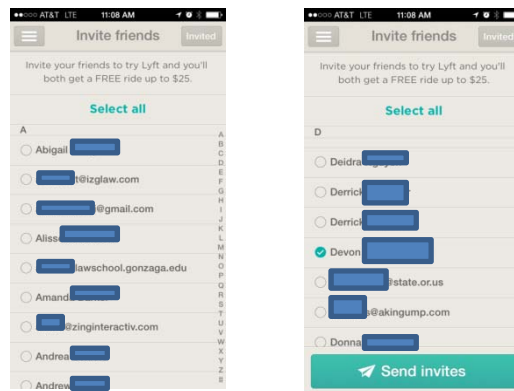 AT&T LTE 11:08 AM
Invite friends
Invited
Invite your friends to try Lyft and you'll
both get a FREE ride up to $25.
Select all
A
Abigail
t@izglaw.com
@gmail.com
Aliss
lawschool.gonzaga.edu
Amand
@zinginteractiv.com
Andrea
Andrew
A
B
C
D
E
F
G
H
I
J
K
L
M
N
O
P
Q
R
S
T
U
V
W
X
Y
Z
#
AT&T LTE 11:08 AM
Invite friends
Invited
Invite your friends to try Lyft and you'll
both get a FREE ride up to $25.
Select all
D
Deidra
Derrick
Derrick
Devon
@state.or.us
s@akingump.com
Donna
Send invites